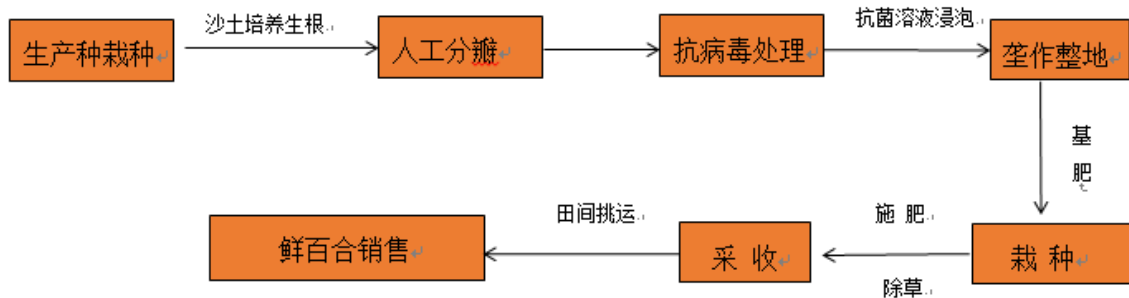 生产种栽种
沙土培养生根
人工分瓣
抗病毒处理
抗菌溶液浸泡
垄作整地
基
肥
栽 种
施 肥
除草
采 收
田间挑运
鲜百合销售